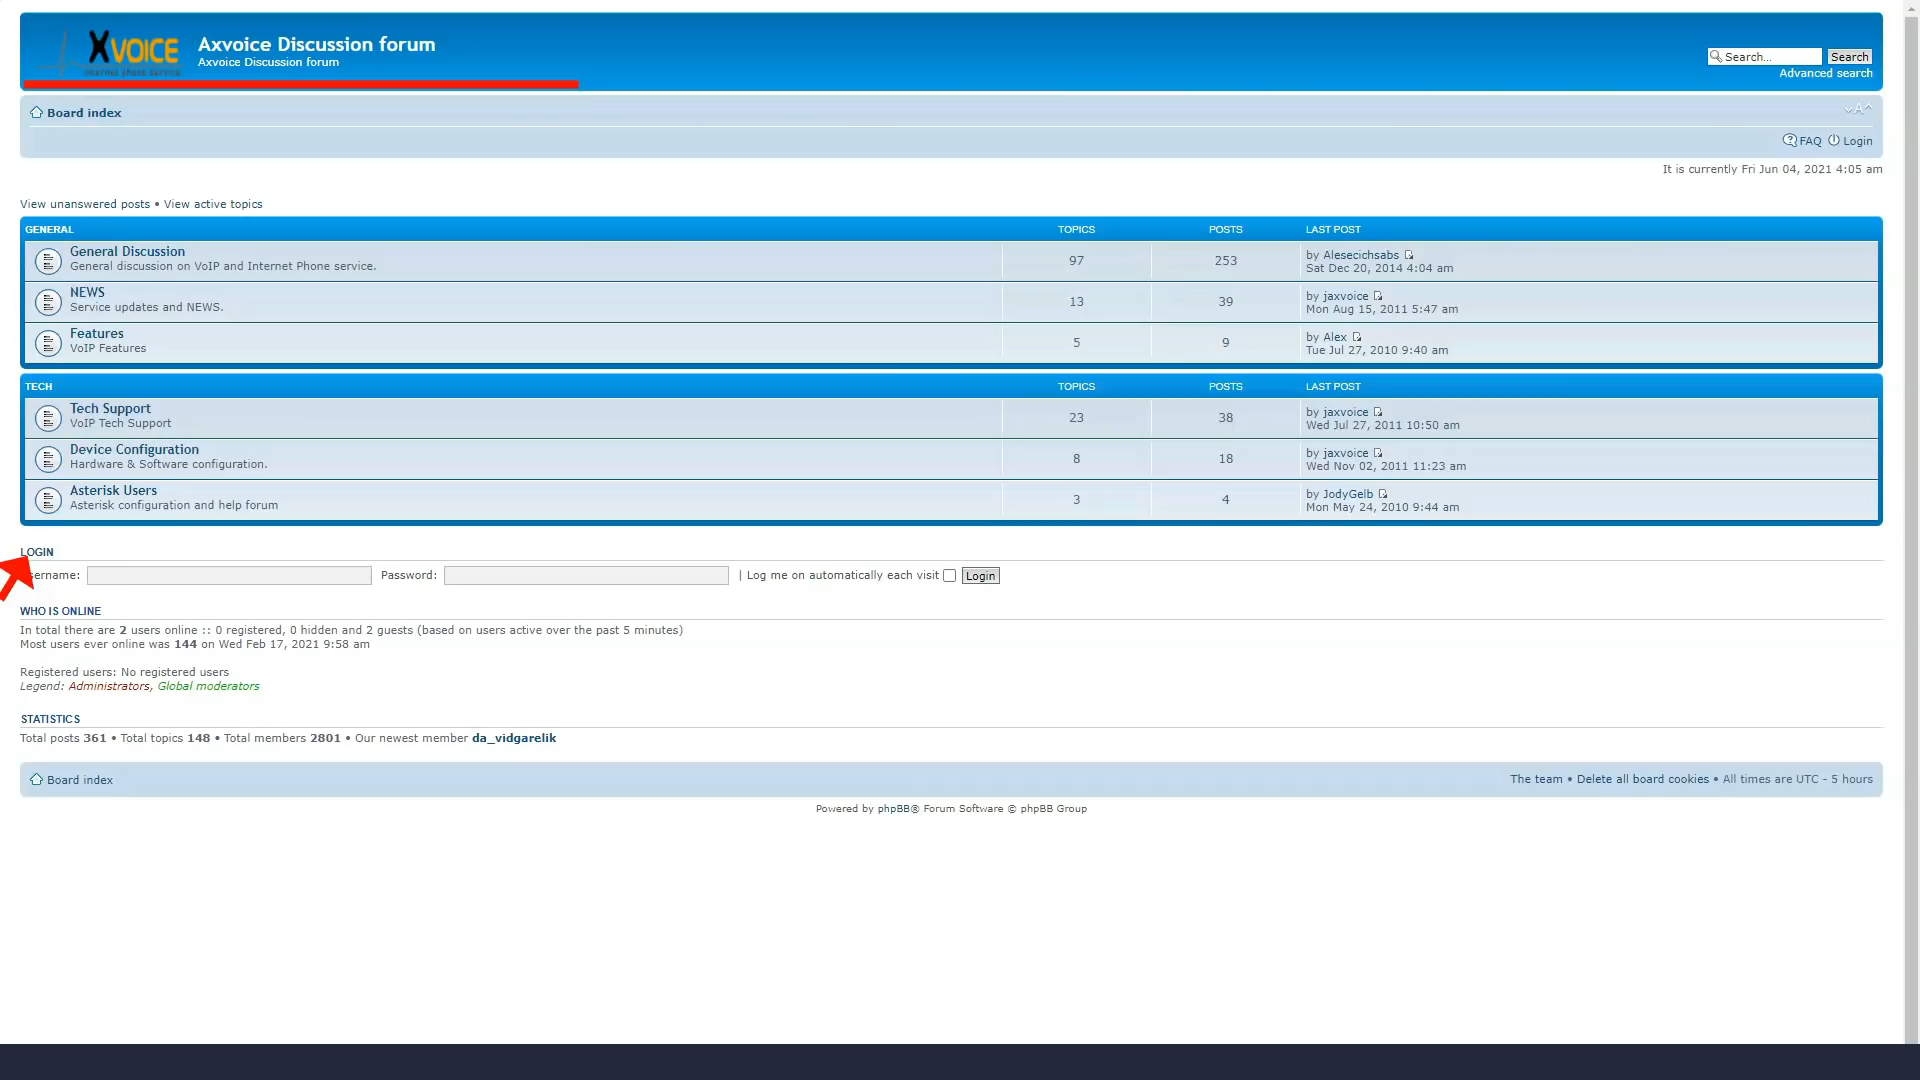 XVOICE
internet phone service
Axvoice Discussion forum
Axvoice Discussion forum
Search...
Search
Advanced search
Board index
A
FAQ
Login
It is currently Fri Jun 04, 2021 4:05 am
View unanswered posts • View active topics
GENERAL TOPICS POSTS LAST POST
General Discussion
General discussion on VoIP and Internet Phone service.
97
253
by Alesecichsabs
Sat Dec 20, 2014 4:04 am
NEWS
Service updates and NEWS.
13
39
by jaxvoice
Mon Aug 15, 2011 5:47 am
Features
VoIP Features
5
9
by Alex
Tue Jul 27, 2010 9:40 am
TECH TOPICS POSTS LAST POST
Tech Support
VoIP Tech Support
23
38
by jaxvoice
Wed Jul 27, 2011 10:50 am
Device Configuration
Hardware & Software configuration.
8
18
by jaxvoice
Wed Nov 02, 2011 11:23 am
Asterisk Users
Asterisk configuration and help forum
3
4
by JodyGelb
Mon May 24, 2010 9:44 am
LOGIN
ername: Password: | Log me on automatically each visit Login
WHO IS ONLINE
In total there are 2 users online :: 0 registered, 0 hidden and 2 guests (based on users active over the past 5 minutes)
Most users ever online was 144 on Wed Feb 17, 2021 9:58 am
Registered users: No registered users
Legend: Administrators, Global moderators
STATISTICS
Total posts 361 • Total topics 148 • Total members 2801 • Our newest member da_vidgarelik
Board index
The team • Delete all board cookies • All times are UTC - 5 hours
Powered by phpBB® Forum Software © phpBB Group